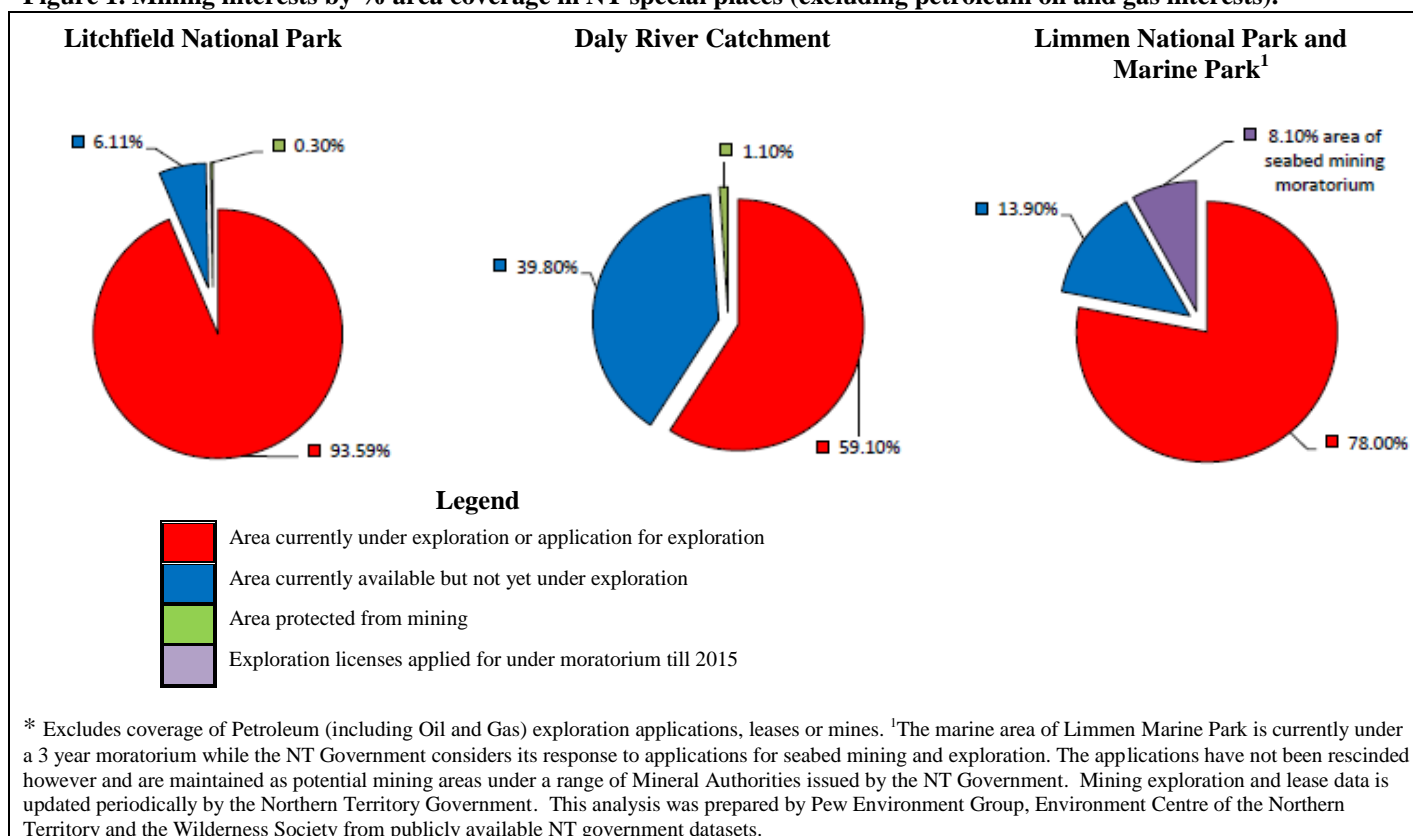 Figure 1. Mining interests by % area coverage in NT special places (excluding petroleum oil and gas interests).
Litchfield National Park
Daly River Catchment
Limmen National Park and
Marine Park¹
6.11%
0.30%
93.59%
1.10%
39.80%
59.10%
8.10% area of
seabed mining
moratorium
13.90%
78.00%
Legend
Area currently under exploration or application for exploration
Area currently available but not yet under exploration
Area protected from mining
Exploration licenses applied for under moratorium till 2015
* Excludes coverage of Petroleum (including Oil and Gas) exploration applications, leases or mines. ¹The marine area of Limmen Marine Park is currently under
a 3 year moratorium while the NT Government considers its response to applications for seabed mining and exploration. The applications have not been rescinded
however and are maintained as potential mining areas under a range of Mineral Authorities issued by the NT Government. Mining exploration and lease data is
updated periodically by the Northern Territory Government. This analysis was prepared by Pew Environment Group, Environment Centre of the Northern
Territory and the Wilderness Society from publicly available NT government datasets.